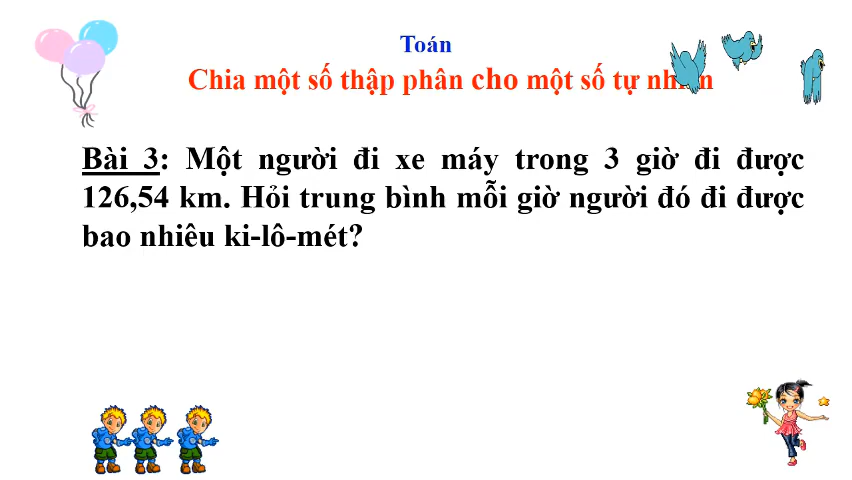 Toán
Chia một số thập phân cho một số tự nhiên
Bài 3: Một người đi xe máy trong 3 giờ đi được
126,54 km. Hỏi trung bình mỗi giờ người đó đi được
bao nhiêu ki-lô-mét?